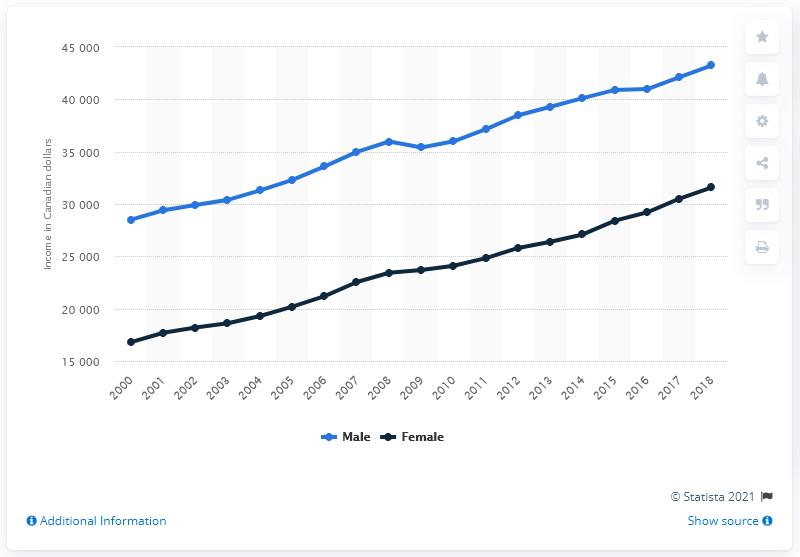 45 000
40 000
35 000
30 000
25 000
20 000
15 000
Income in Canadian dollars
2000 2001 2002 2003 2004 2005 2006 2007 2008 2009 2010 2011 2012 2013 2014 2015 2016 2017 2018
Male Female
© Statista 2021
Additional Information Show source